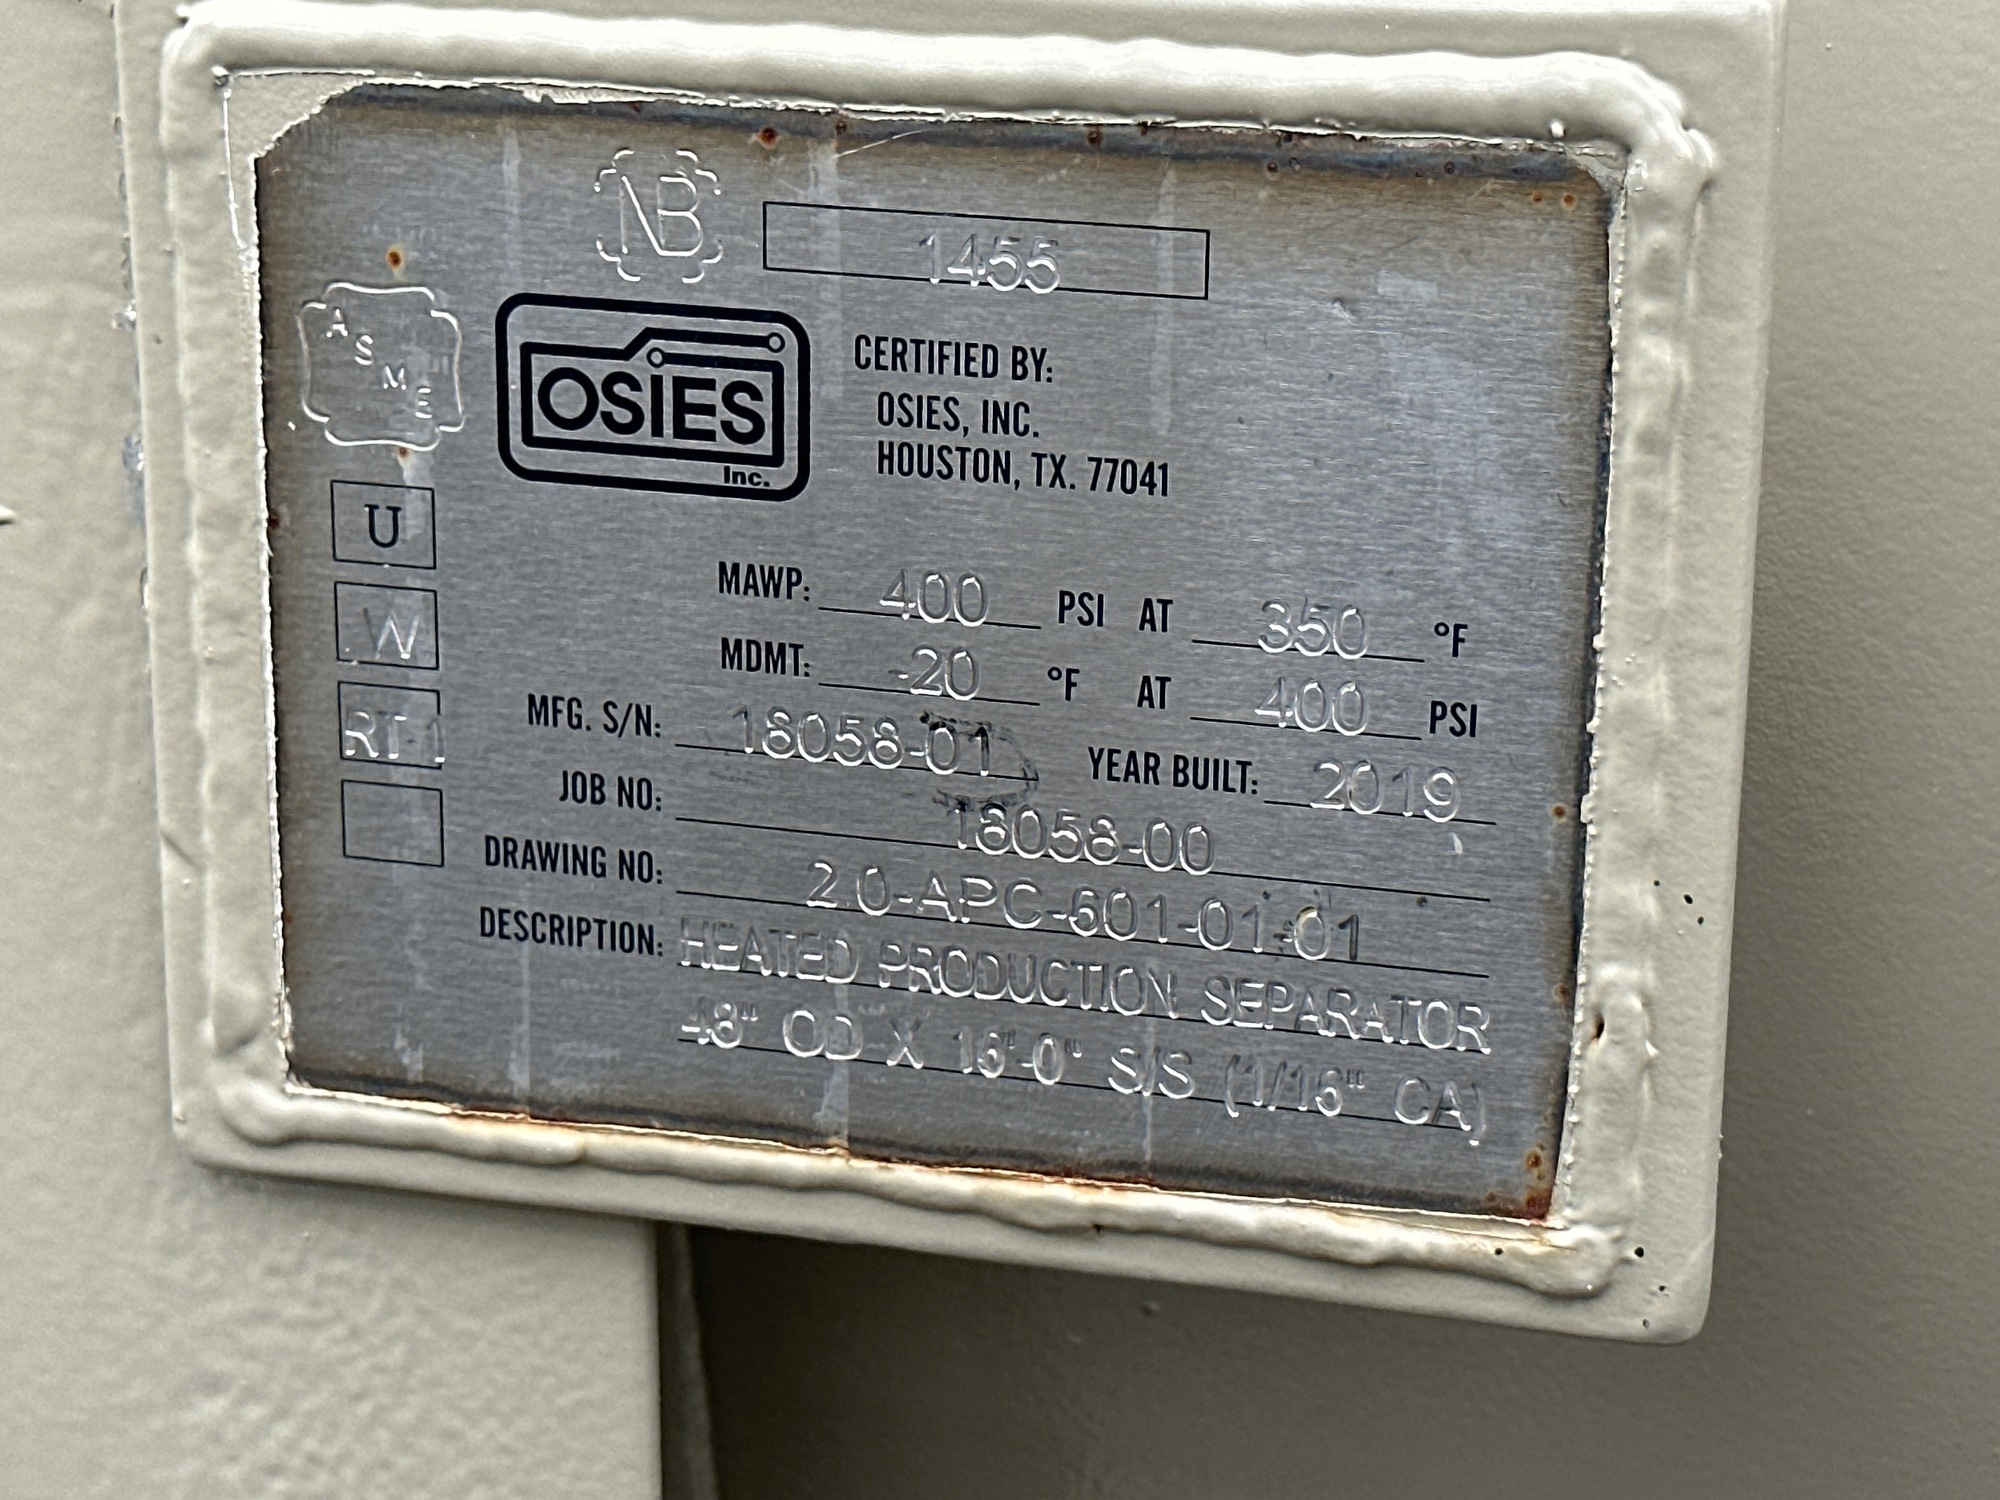 NB 1455
ASME
OSIES
Inc.
CERTIFIED BY:
OSIES, INC.
HOUSTON, TX. 77041
U
W
RT-1
MAWP: 400 PSI AT 350 °F
MDMT: -20 °F AT 400 PSI
MFG. S/N: 18058-01 YEAR BUILT: 2019
JOB NO: 18058-00
DRAWING NO: 2.0-APC-601-01-01
DESCRIPTION: HEATED PRODUCTION SEPARATOR
48" OD X 16'-0" S/S (1/16" CA)